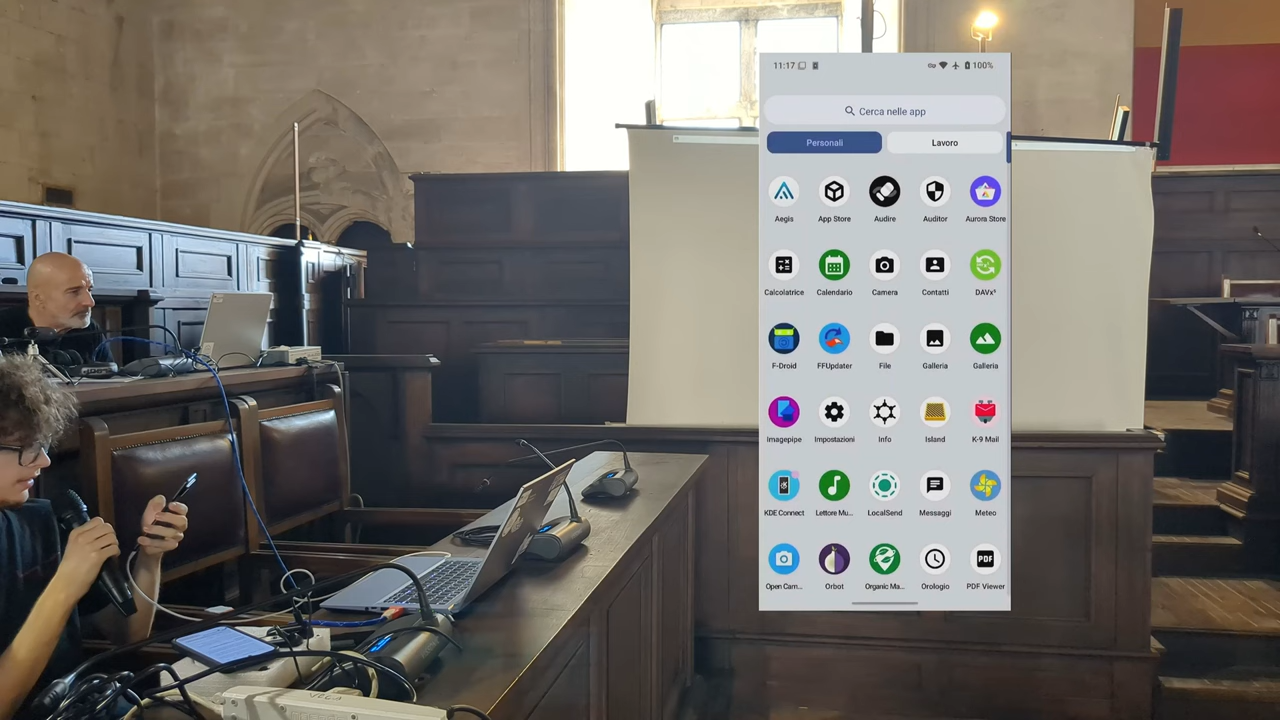 11:17
100%
Cerca nelle app
Personali
Lavoro
Aegis
App Store
Audire
Auditor
Aurora Store
Calcolatrice
Calendario
Camera
Contatti
DAVx⁵
F-Droid
FFUpdater
File
Galleria
Galleria
Imagepipe
Impostazioni
Info
Island
K-9 Mail
KDE Connect
Lettore Mu...
LocalSend
Messaggi
Meteo
Open Cam...
Orbot
Organic Ma...
Orologio
PDF
PDF Viewer